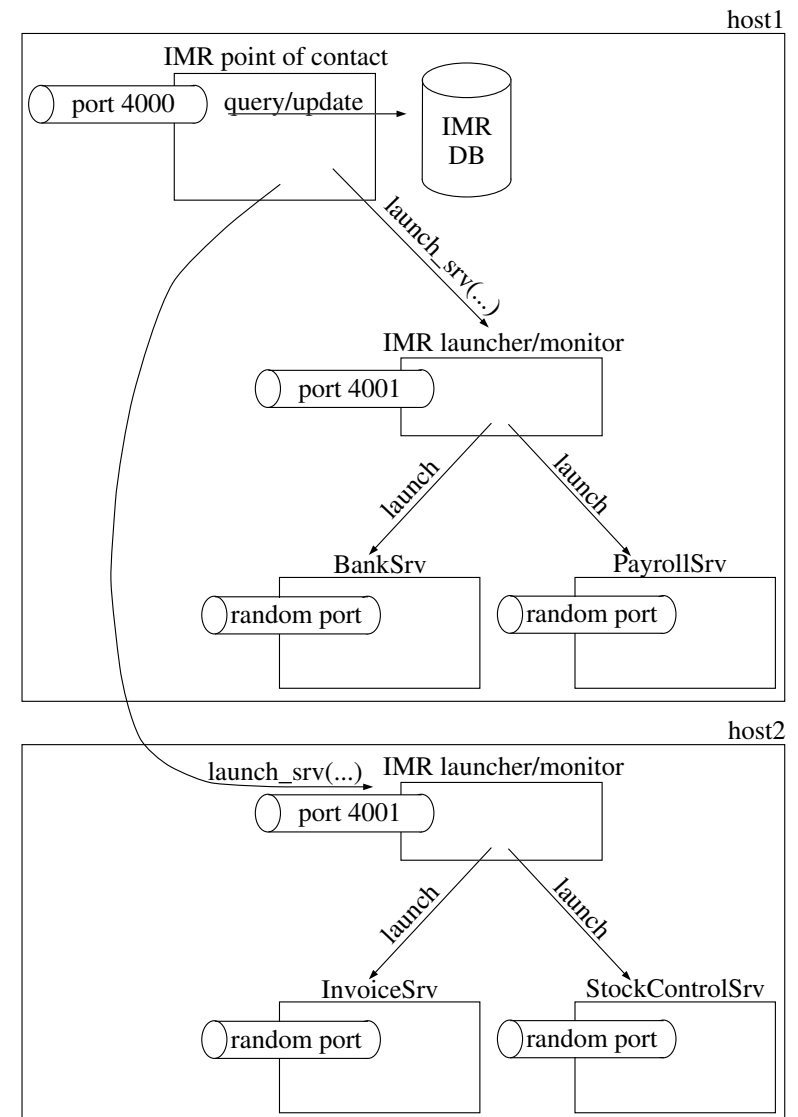 host1
IMR point of contact
port 4000
query/update
IMR
DB
launch_srv(...)
IMR launcher/monitor
port 4001
launch
launch
BankSrv
PayrollSrv
random port
random port
host2
launch_srv(...)
IMR launcher/monitor
port 4001
launch
launch
InvoiceSrv
StockControlSrv
random port
random port